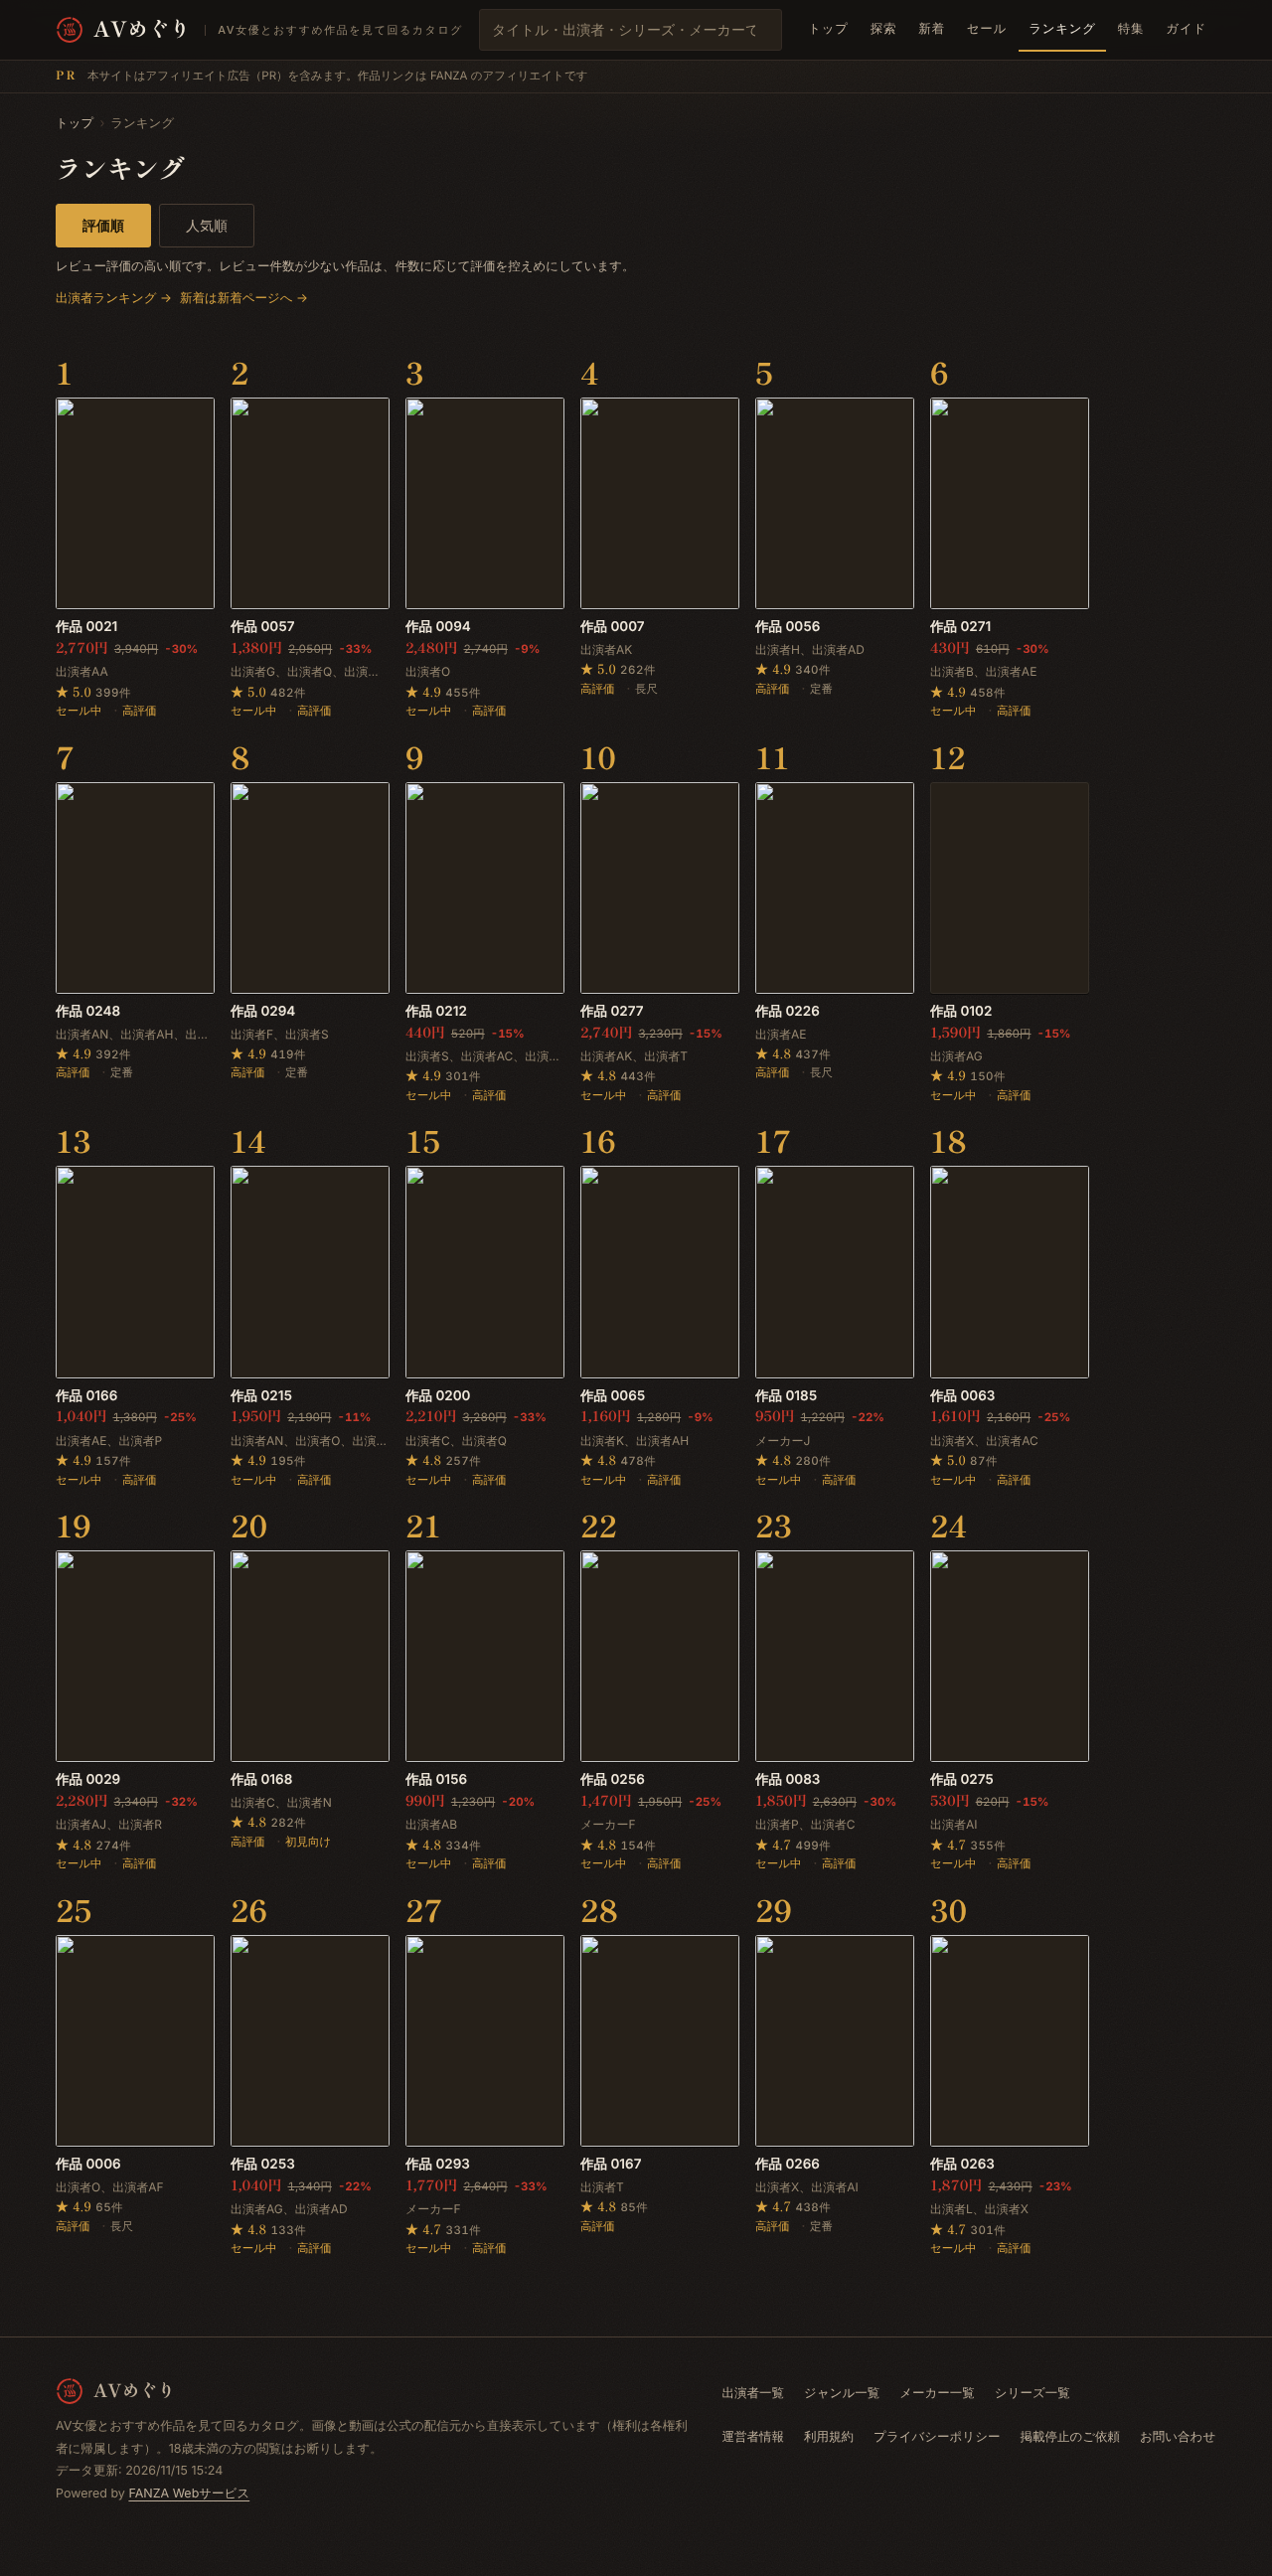 AVめぐり
AV女優とおすすめ作品を見て回るカタログ
タイトル・出演者・シリーズ・メーカーで
トップ 探索 新着 セール ランキング 特集 ガイド
PR 本サイトはアフィリエイト広告（PR）を含みます。作品リンクは FANZA のアフィリエイトです
トップ › ランキング
ランキング
評価順 人気順
レビュー評価の高い順です。レビュー件数が少ない作品は、件数に応じて評価を控えめにしています。
出演者ランキング → 新着は新着ページへ →
1
作品 0021
2,770円 3,940円 -30%
出演者AA
★ 5.0 399件
セール中 · 高評価
2
作品 0057
1,380円 2,050円 -33%
出演者G、出演者Q、出演…
★ 5.0 482件
セール中 · 高評価
3
作品 0094
2,480円 2,740円 -9%
出演者O
★ 4.9 455件
セール中 · 高評価
4
作品 0007
出演者AK
★ 5.0 262件
高評価 · 長尺
5
作品 0056
出演者H、出演者AD
★ 4.9 340件
高評価 · 定番
6
作品 0271
430円 610円 -30%
出演者B、出演者AE
★ 4.9 458件
セール中 · 高評価
7
作品 0248
出演者AN、出演者AH、出…
★ 4.9 392件
高評価 · 定番
8
作品 0294
出演者F、出演者S
★ 4.9 419件
高評価 · 定番
9
作品 0212
440円 520円 -15%
出演者S、出演者AC、出演…
★ 4.9 301件
セール中 · 高評価
10
作品 0277
2,740円 3,230円 -15%
出演者AK、出演者T
★ 4.8 443件
セール中 · 高評価
11
作品 0226
出演者AE
★ 4.8 437件
高評価 · 長尺
12
作品 0102
1,590円 1,860円 -15%
出演者AG
★ 4.9 150件
セール中 · 高評価
13
作品 0166
1,040円 1,380円 -25%
出演者AE、出演者P
★ 4.9 157件
セール中 · 高評価
14
作品 0215
1,950円 2,190円 -11%
出演者AN、出演者O、出演…
★ 4.9 195件
セール中 · 高評価
15
作品 0200
2,210円 3,280円 -33%
出演者C、出演者Q
★ 4.8 257件
セール中 · 高評価
16
作品 0065
1,160円 1,280円 -9%
出演者K、出演者AH
★ 4.8 478件
セール中 · 高評価
17
作品 0185
950円 1,220円 -22%
メーカーJ
★ 4.8 280件
セール中 · 高評価
18
作品 0063
1,610円 2,160円 -25%
出演者X、出演者AC
★ 5.0 87件
セール中 · 高評価
19
作品 0029
2,280円 3,340円 -32%
出演者AJ、出演者R
★ 4.8 274件
セール中 · 高評価
20
作品 0168
出演者C、出演者N
★ 4.8 282件
高評価 · 初見向け
21
作品 0156
990円 1,230円 -20%
出演者AB
★ 4.8 334件
セール中 · 高評価
22
作品 0256
1,470円 1,950円 -25%
メーカーF
★ 4.8 154件
セール中 · 高評価
23
作品 0083
1,850円 2,630円 -30%
出演者P、出演者C
★ 4.7 499件
セール中 · 高評価
24
作品 0275
530円 620円 -15%
出演者AI
★ 4.7 355件
セール中 · 高評価
25
作品 0006
出演者O、出演者AF
★ 4.9 65件
高評価 · 長尺
26
作品 0253
1,040円 1,340円 -22%
出演者AG、出演者AD
★ 4.8 133件
セール中 · 高評価
27
作品 0293
1,770円 2,640円 -33%
メーカーF
★ 4.7 331件
セール中 · 高評価
28
作品 0167
出演者T
★ 4.8 85件
高評価
29
作品 0266
出演者X、出演者AI
★ 4.7 438件
高評価 · 定番
30
作品 0263
1,870円 2,430円 -23%
出演者L、出演者X
★ 4.7 301件
セール中 · 高評価
AVめぐり
AV女優とおすすめ作品を見て回るカタログ。画像と動画は公式の配信元から直接表示しています（権利は各権利
者に帰属します）。18歳未満の方の閲覧はお断りします。
データ更新: 2026/11/15 15:24
Powered by FANZA Webサービス
出演者一覧 ジャンル一覧 メーカー一覧 シリーズ一覧
運営者情報 利用規約 プライバシーポリシー 掲載停止のご依頼 お問い合わせ